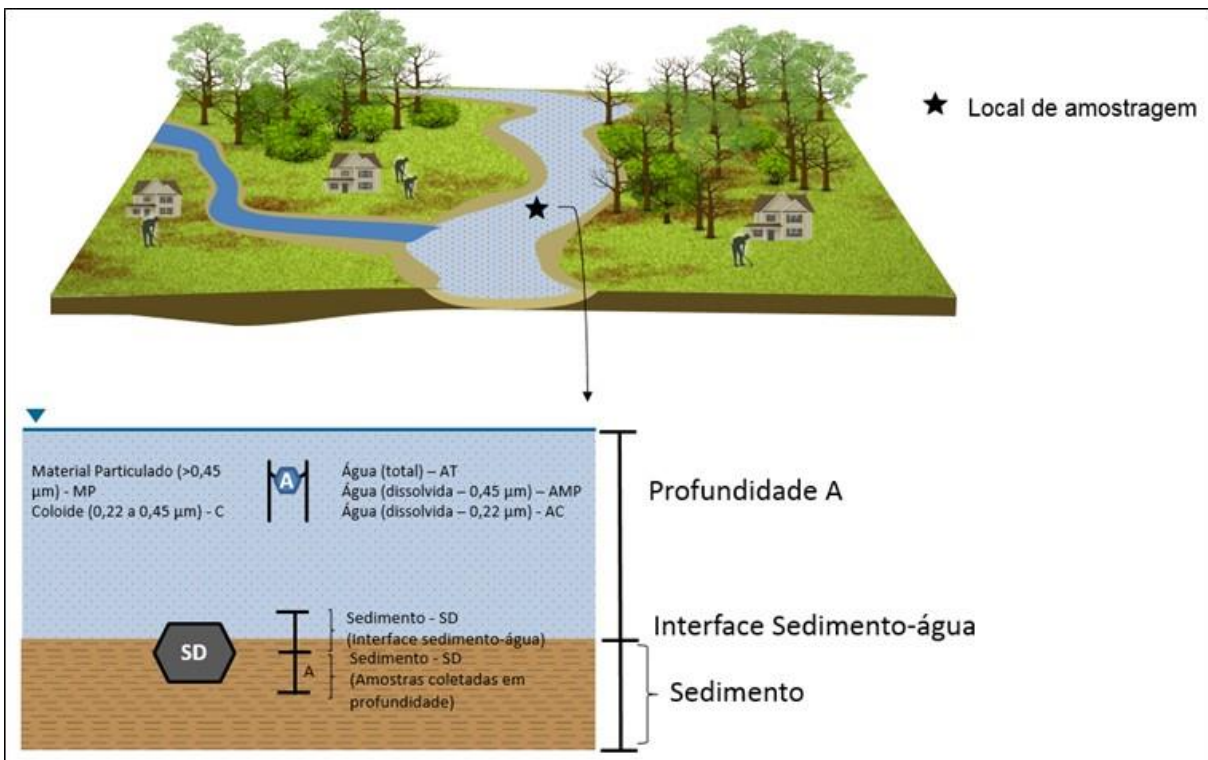 Local de amostragem
Material Particulado (>0,45
μm) - MP
Coloide (0,22 a 0,45 μm) - C
A
Água (total) – AT
Água (dissolvida – 0,45 μm) – AMP
Água (dissolvida – 0,22 μm) - AC
Profundidade A
SD
Sedimento - SD
(Interface sedimento-água)
A
Sedimento - SD
(Amostras coletadas em
profundidade)
Interface Sedimento-água
Sedimento